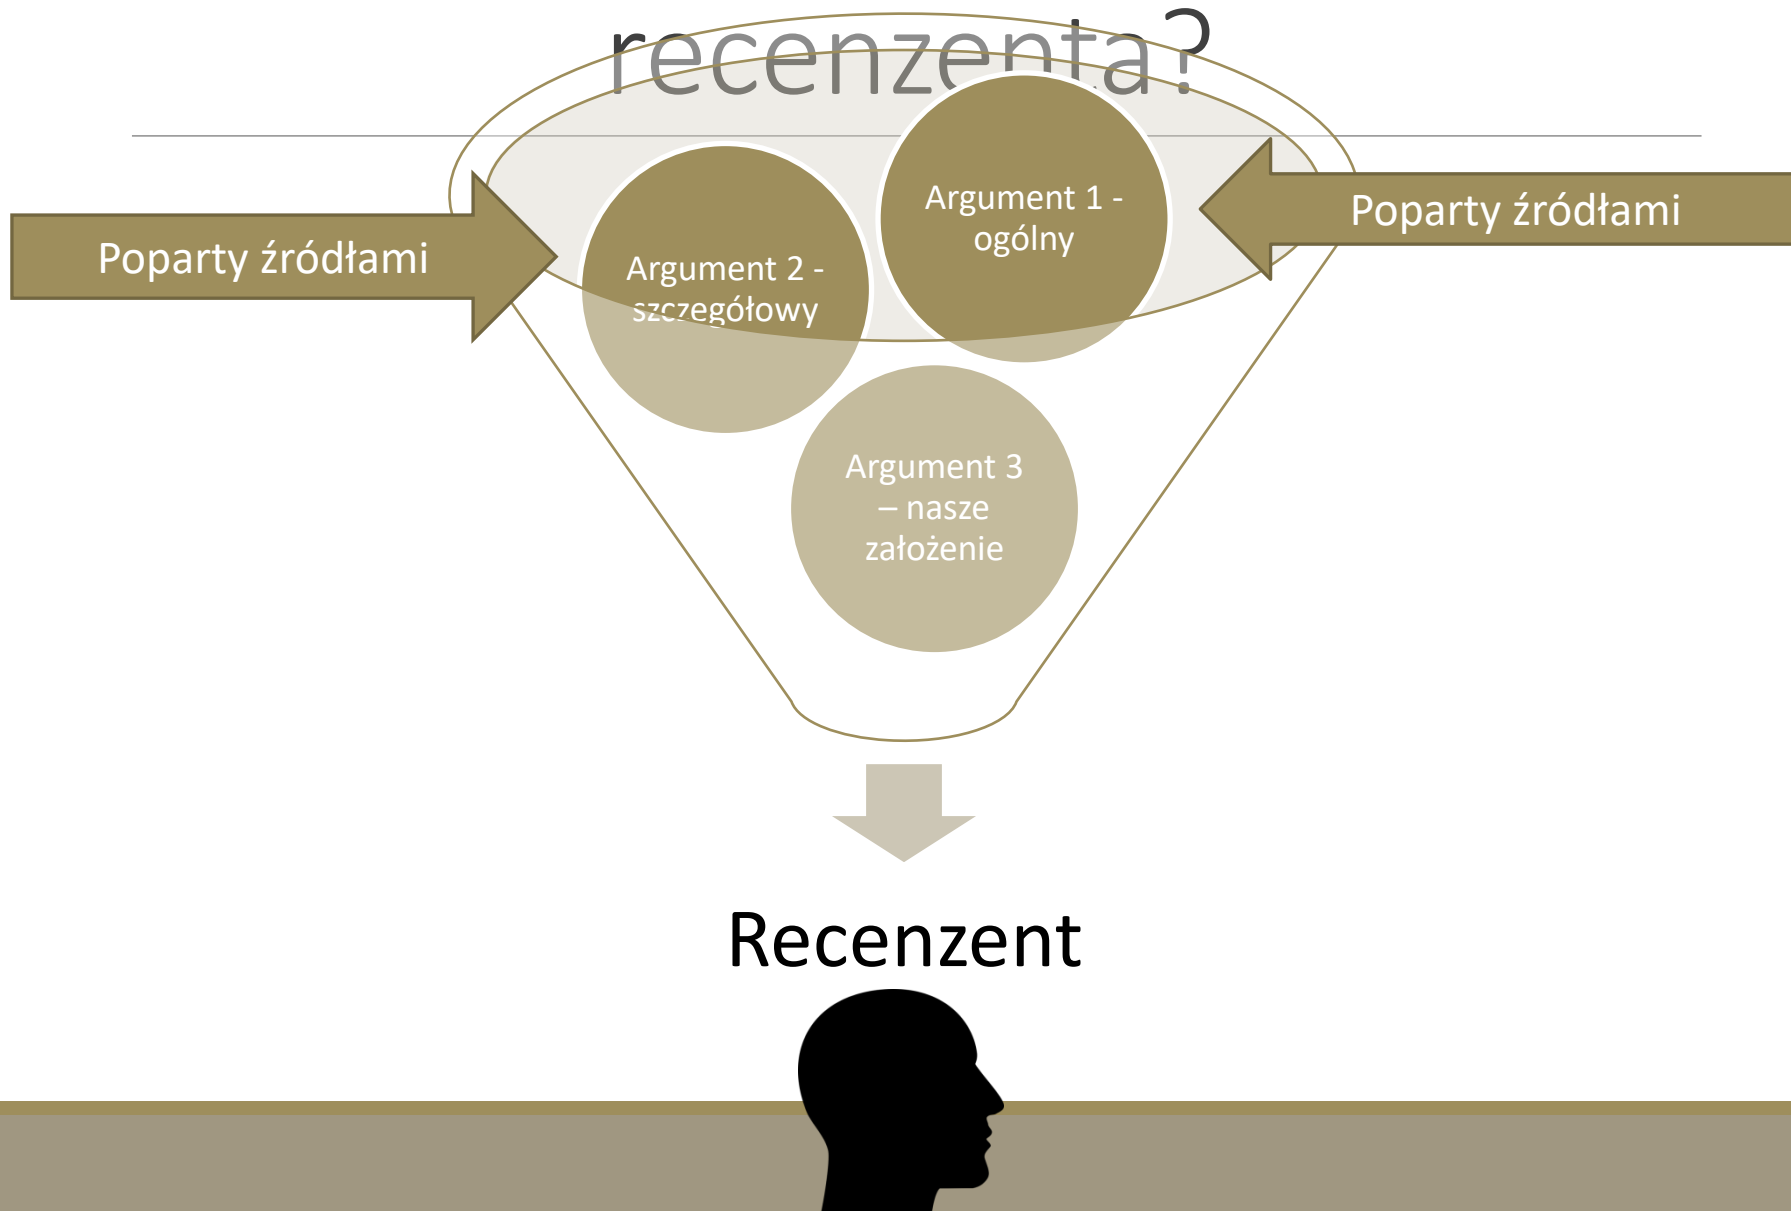 recenzenta?
Poparty źródłami
Argument 2 -
szczegółowy
Argument 1 -
ogólny
Poparty źródłami
Argument 3
– nasze
założenie
Recenzent